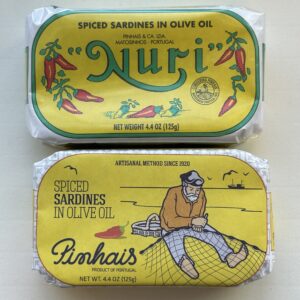 SPICED SARDINES IN OLIVE OIL
PINHAIS & CA. LDA.
MATOSINHOS - PORTUGAL
"Nuri"
NET WEIGHT 4.4 OZ (125g)
ARTISANAL METHOD SINCE 1920
SPICED
SARDINES
IN OLIVE OIL
Pinhais
PRODUCT OF PORTUGAL
NET WT. 4.4 OZ (125g)